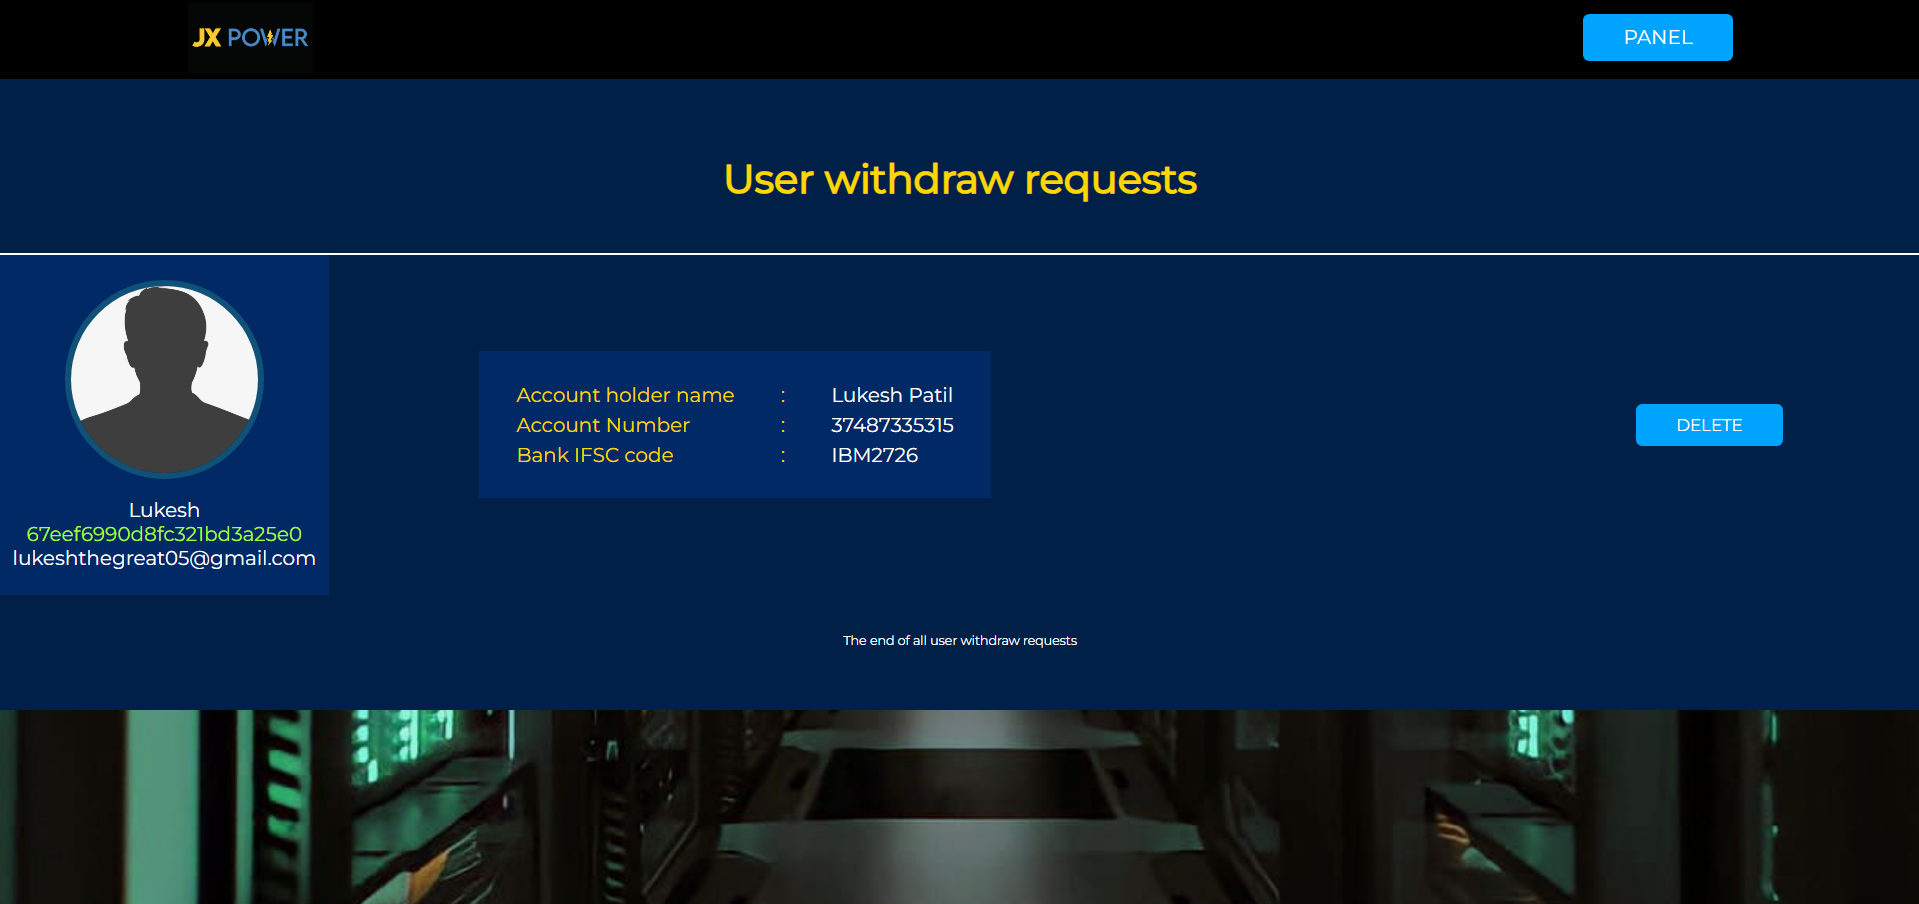 JX POWER
PANEL
User withdraw requests
Account holder name : Lukesh Patil
Account Number : 37487335315
Bank IFSC code : IBM2726
DELETE
Lukesh
67eef6990d8fc321bd3a25e0
lukeshthegreat05@gmail.com
The end of all user withdraw requests